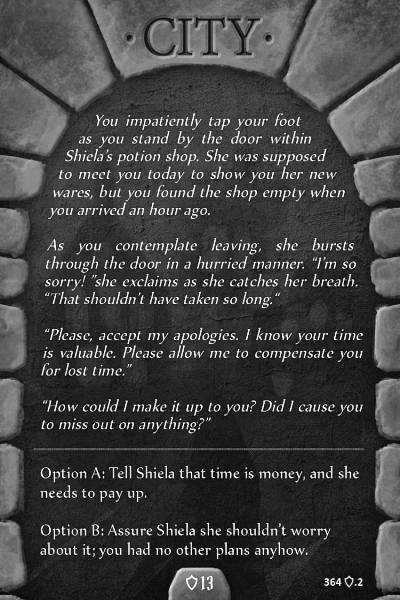 ·CITY·
You impatiently tap your foot
as you stand by the door within
Shiela's potion shop. She was supposed
to meet you today to show you her new
wares, but you found the shop empty when
you arrived an hour ago.
As you contemplate leaving, she bursts
through the door in a hurried manner. “I'm so
sorry! ”she exclaims as she catches her breath.
“That shouldn't have taken so long.“
“Please, accept my apologies. I know your time
is valuable. Please allow me to compensate you
for lost time.”
“How could I make it up to you? Did I cause you
to miss out on anything?”
Option A: Tell Shiela that time is money, and she
needs to pay up.
Option B: Assure Shiela she shouldn't worry
about it; you had no other plans anyhow.
13
364 .2